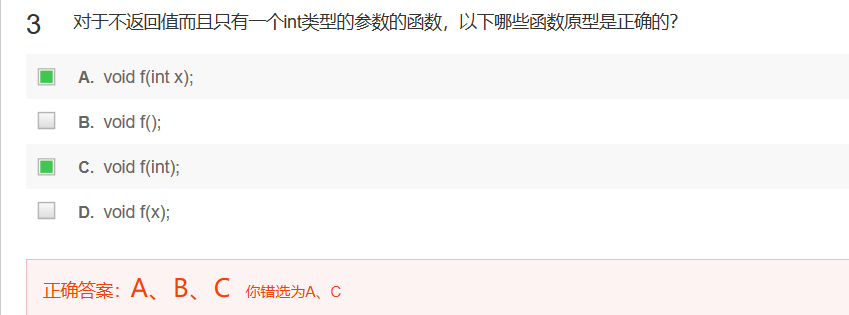 3 对于不返回值而且只有一个int类型的参数的函数，以下哪些函数原型是正确的？
A. void f(int x);
B. void f();
C. void f(int);
D. void f(x);
正确答案：A、B、C 你错选为A、C